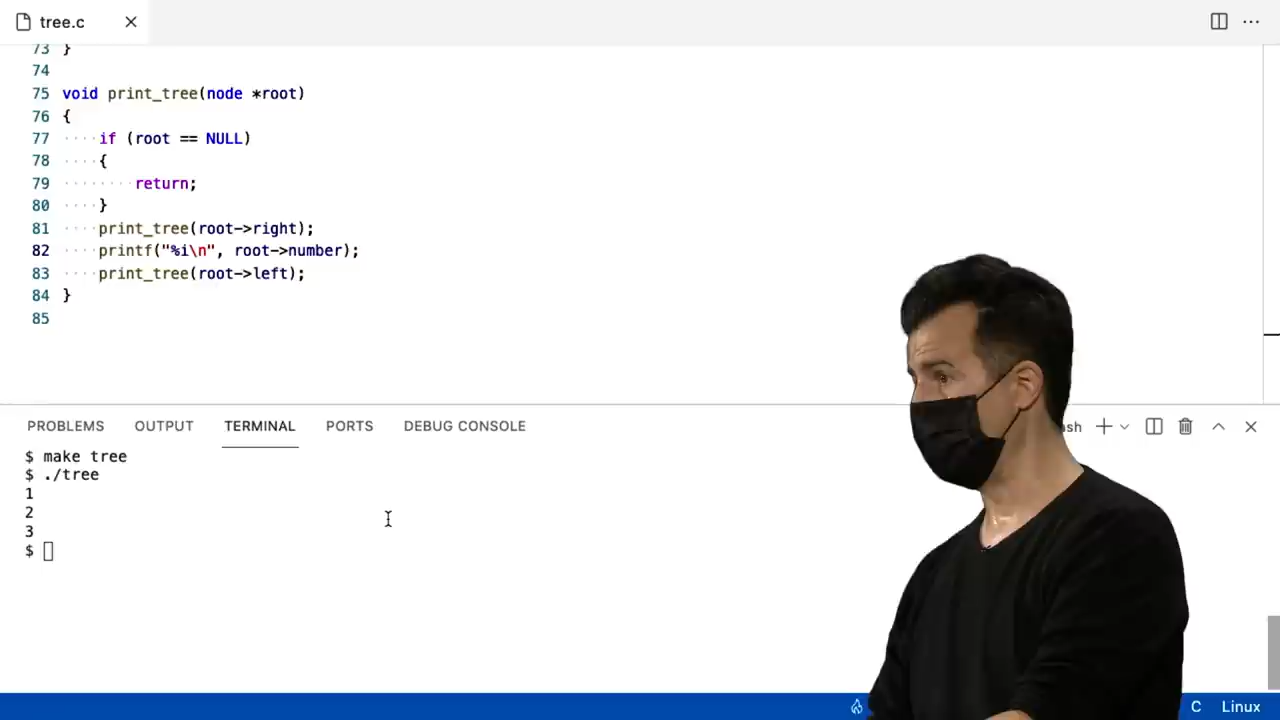 tree.c
73 }
74
75 void print_tree(node *root)
76 {
77 ····if (root == NULL)
78 ····{
79 ········return;
80 ····}
81 ····print_tree(root->right);
82 ····printf("%i\n", root->number);
83 ····print_tree(root->left);
84 }
85
PROBLEMS OUTPUT TERMINAL PORTS DEBUG CONSOLE
$ make tree
$ ./tree
1
2
3
$
C Linux